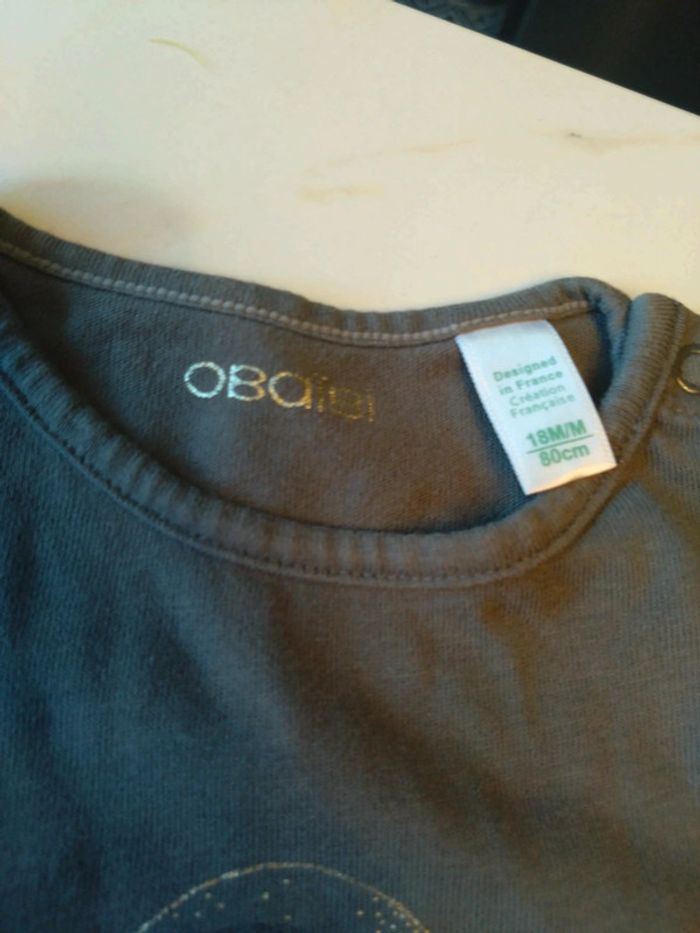 OBaïBi
Designed
in France
Création
Française
18M/M
80cm